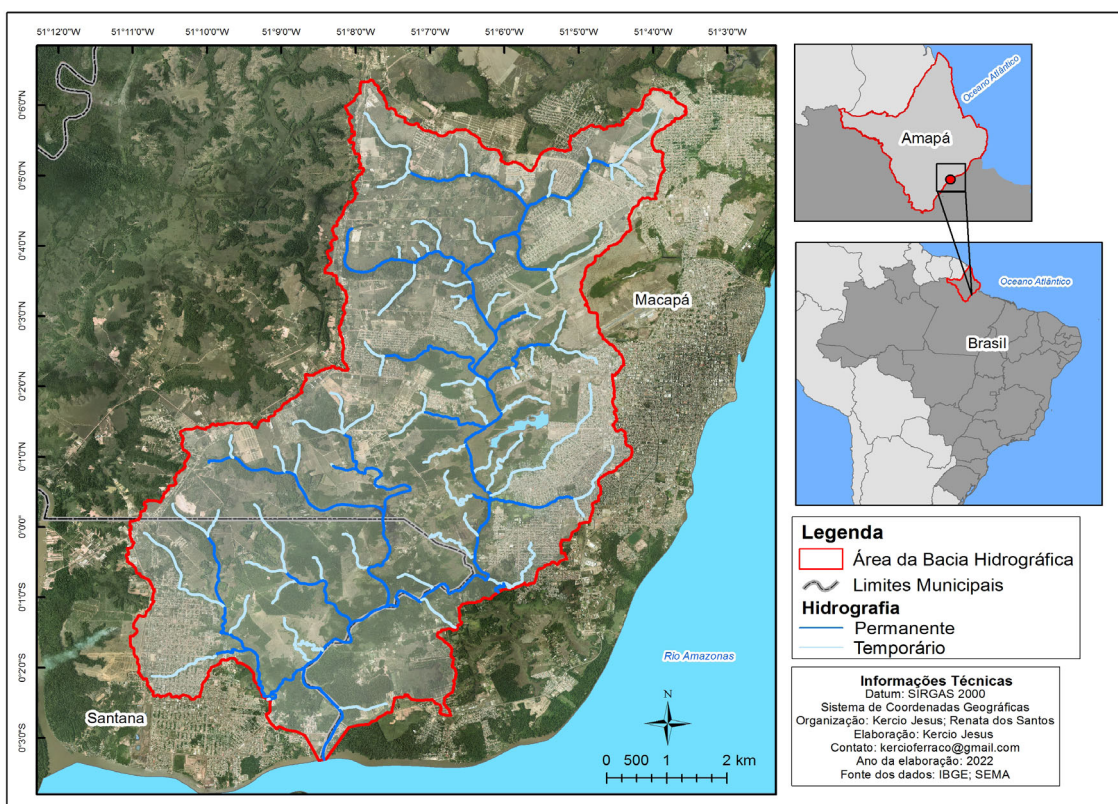 51°12'0"W 51°11'0"W 51°10'0"W 51°9'0"W 51°8'0"W 51°7'0"W 51°6'0"W 51°5'0"W 51°4'0"W 51°3'0"W
0°6'0"N
0°5'0"N
0°4'0"N
0°3'0"N
0°2'0"N
0°1'0"N
0°0'0"
0°1'0"S
0°2'0"S
0°3'0"S
Macapá
Santana
Rio Amazonas
N
0 500 1 2 km
Oceano Atlântico
Amapá
Oceano Atlântico
Brasil
Legenda
Área da Bacia Hidrográfica
Limites Municipais
Hidrografia
Permanente
Temporário
Informações Técnicas
Datum: SIRGAS 2000
Sistema de Coordenadas Geográficas
Organização: Kercio Jesus; Renata dos Santos
Elaboração: Kercio Jesus
Contato: kercioferraco@gmail.com
Ano da elaboração: 2022
Fonte dos dados: IBGE; SEMA